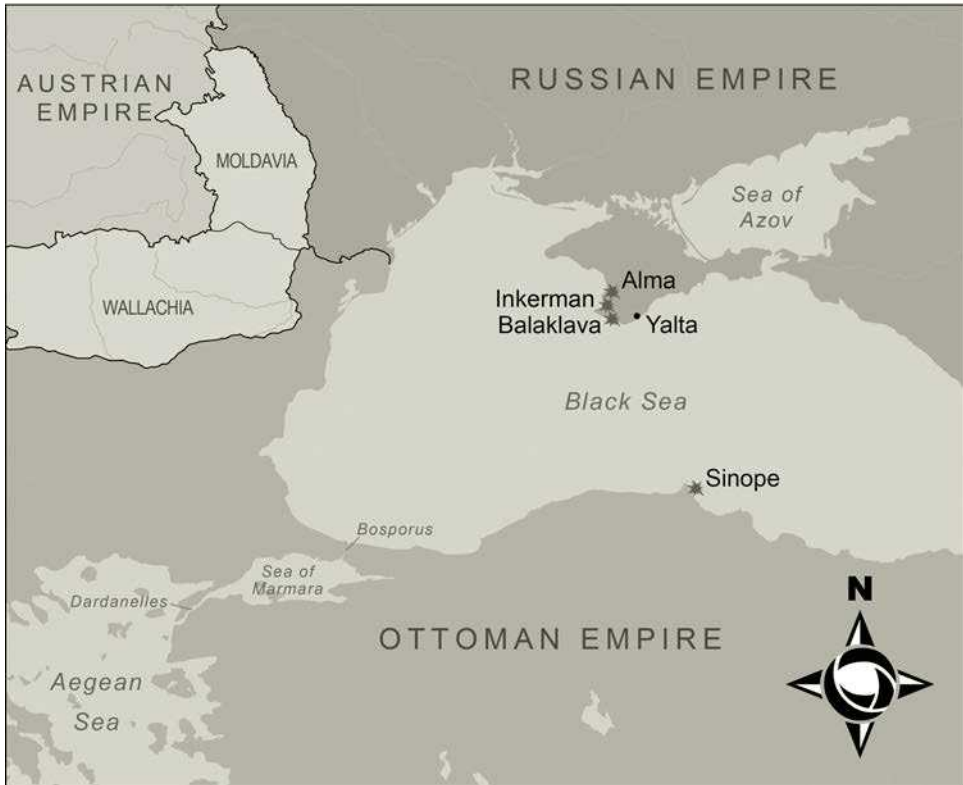 AUSTRIAN
EMPIRE
RUSSIAN EMPIRE
MOLDAVIA
Sea of
Azov
WALLACHIA
Alma
Inkerman
Balaklava
Yalta
Black Sea
Sinope
Bosporus
Sea of
Marmara
Dardanelles
N
OTTOMAN EMPIRE
Aegean
Sea